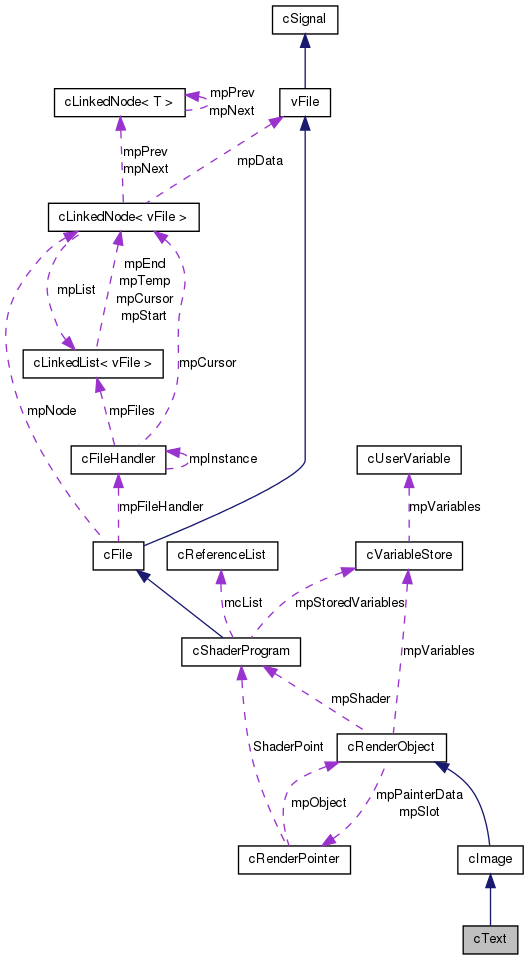 cSignal
cLinkedNode< T >
mpPrev
mpNext
vFile
mpPrev
mpNext
mpData
cLinkedNode< vFile >
mpList
mpEnd
mpTemp
mpCursor
mpStart
cLinkedList< vFile >
mpCursor
mpNode
mpFiles
cFileHandler
mpInstance
cUserVariable
mpFileHandler
mpVariables
cFile
cReferenceList
cVariableStore
mcList
mpStoredVariables
cShaderProgram
mpVariables
mpShader
ShaderPoint
cRenderObject
mpObject
mpPainterData
mpSlot
cRenderPointer
cImage
cText